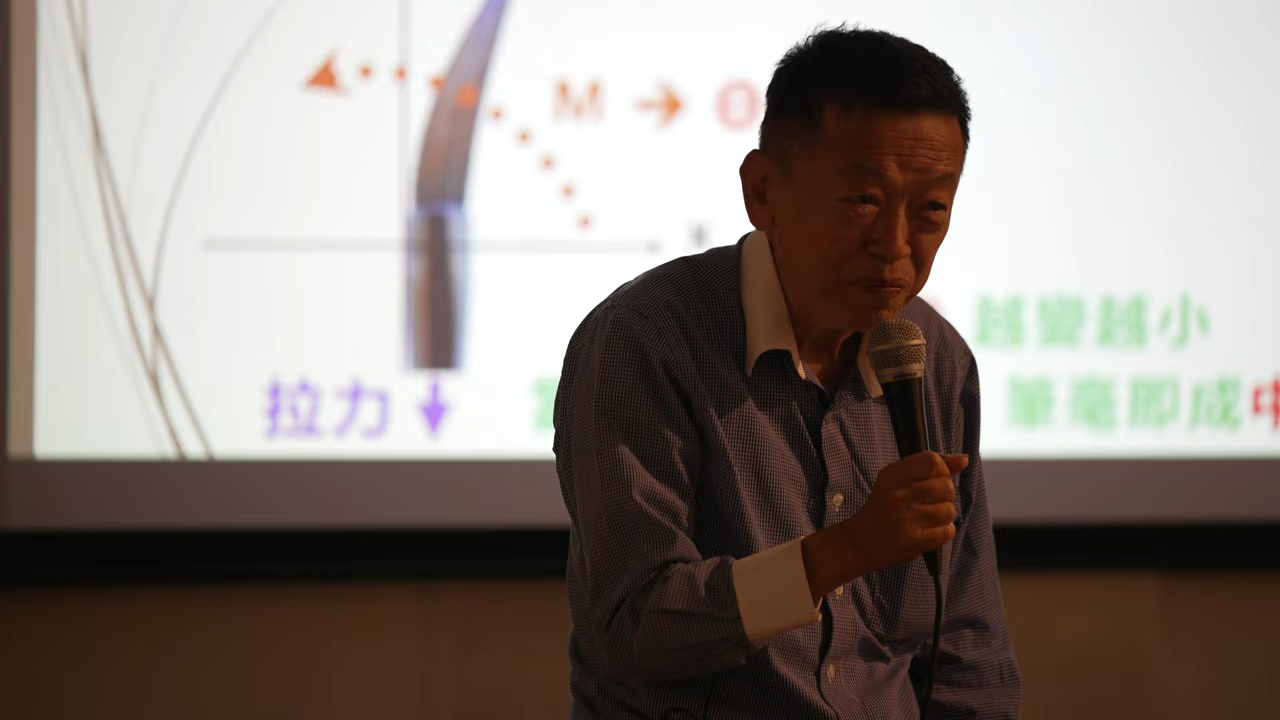 M → θ
x
越變越小
拉力 ↓
筆毫即成中